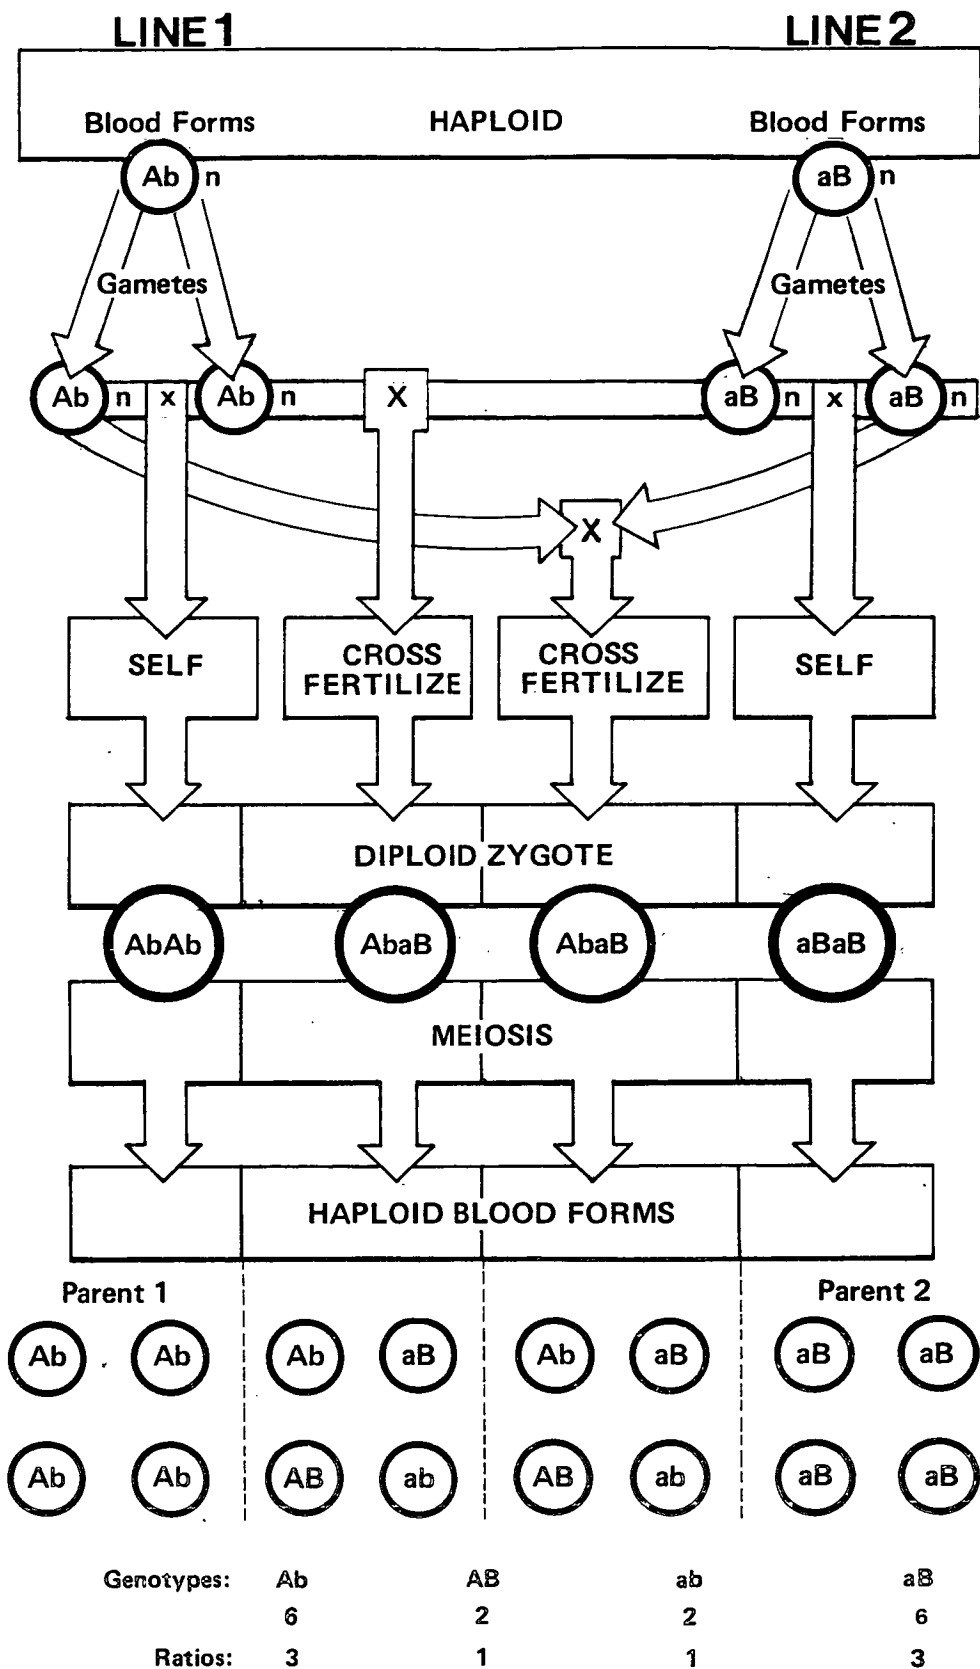 LINE 1 LINE 2
Blood Forms HAPLOID Blood Forms
Ab n aB n
Gametes Gametes
Ab n x Ab n X aB n x aB n
X
SELF CROSS FERTILIZE CROSS FERTILIZE SELF
DIPLOID ZYGOTE
AbAb AbaB AbaB aBaB
MEIOSIS
HAPLOID BLOOD FORMS
Parent 1 Parent 2
Ab Ab Ab aB Ab aB aB aB
Ab Ab AB ab AB ab aB aB
Genotypes: Ab AB ab aB
6 2 2 6
Ratios: 3 1 1 3